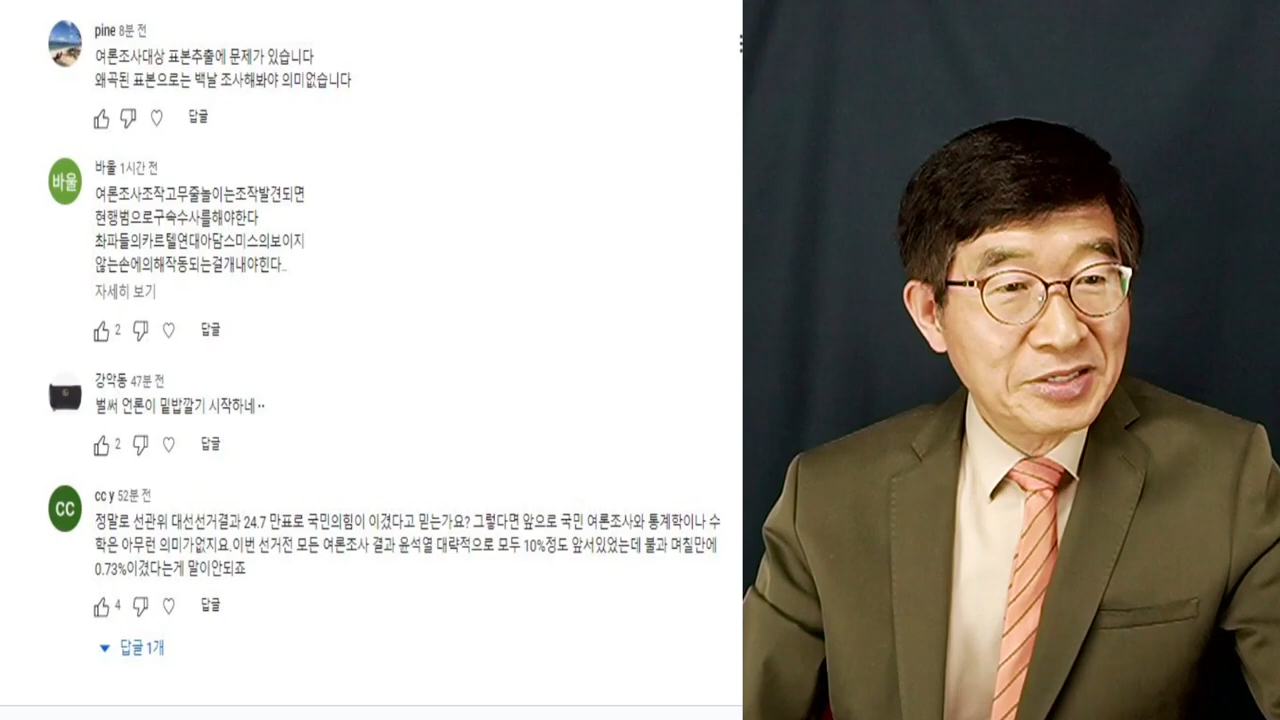 pine 8분 전
여론조사대상 표본추출에 문제가 있습니다
왜곡된 표본으로는 백날 조사해봐야 의미없습니다
답글
바울
바울 1시간 전
여론조사조작고무줄놀이는조작발견되면
현행범으로구속수사를해야한다
촤파들의카르텔연대아담스미스의보이지
않는손에의해작동되는걸개내야힌다..
자세히 보기
2 답글
강악동 47분 전
벌써 언론이 밑밥깔기 시작하네··
2 답글
CC
cc y 52분 전
정말로 선관위 대선선거결과 24.7 만표로 국민의힘이 이겼다고 믿는가요? 그렇다면 앞으로 국민 여론조사와 통계학이나 수
학은 아무런 의미가없지요.이번 선거전 모든 여론조사 결과 윤석열 대략적으로 모두 10%정도 앞서있었는데 불과 며칠만에
0.73%이겼다는게 말이안되죠
4 답글
답글 1개